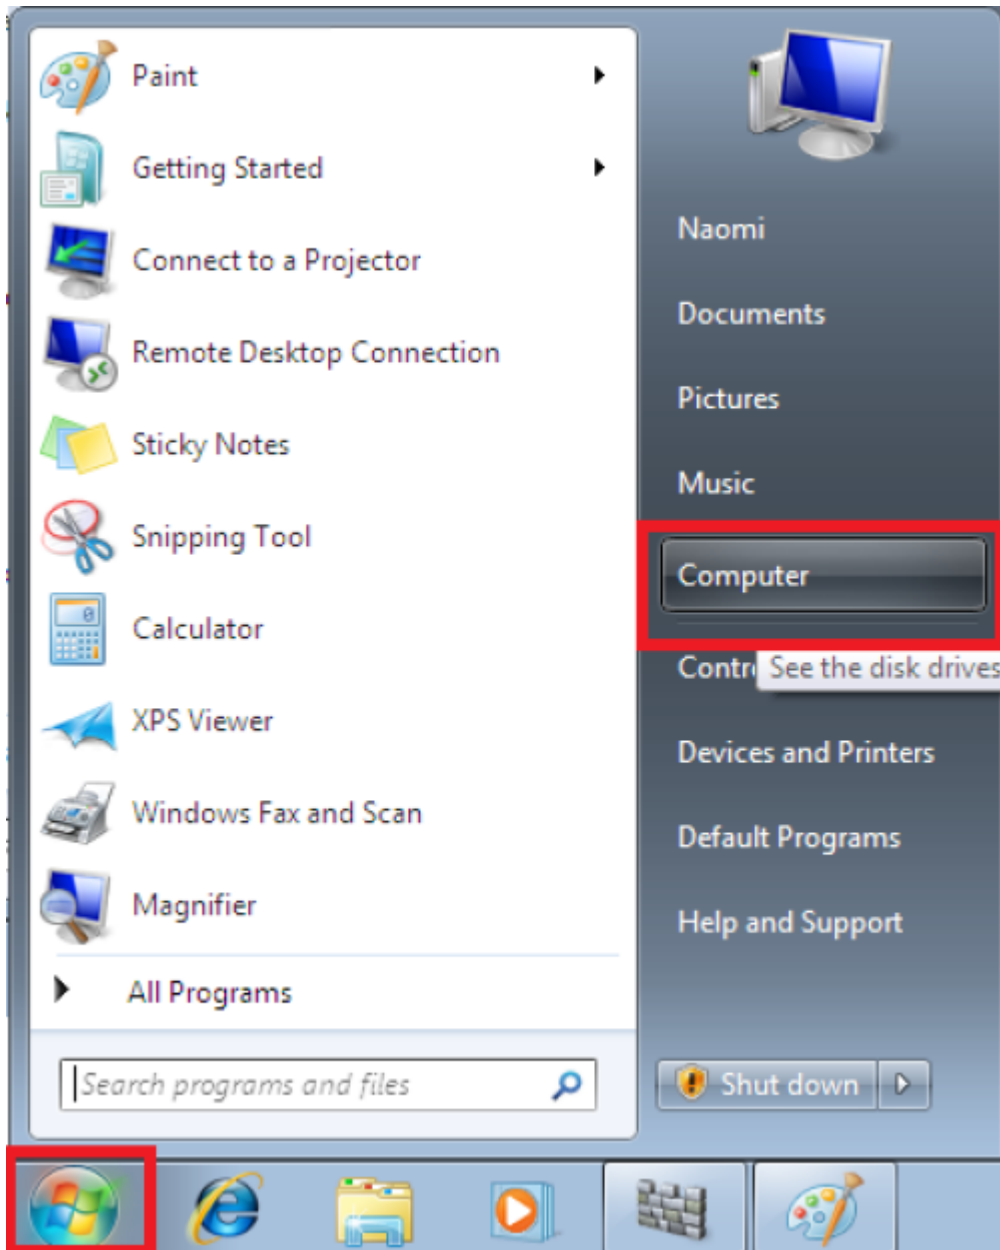 Paint
Getting Started
Connect to a Projector
Remote Desktop Connection
Sticky Notes
Snipping Tool
Calculator
XPS Viewer
Windows Fax and Scan
Magnifier
All Programs
Search programs and files
Naomi
Documents
Pictures
Music
Computer
See the disk drives
Devices and Printers
Default Programs
Help and Support
Shut down